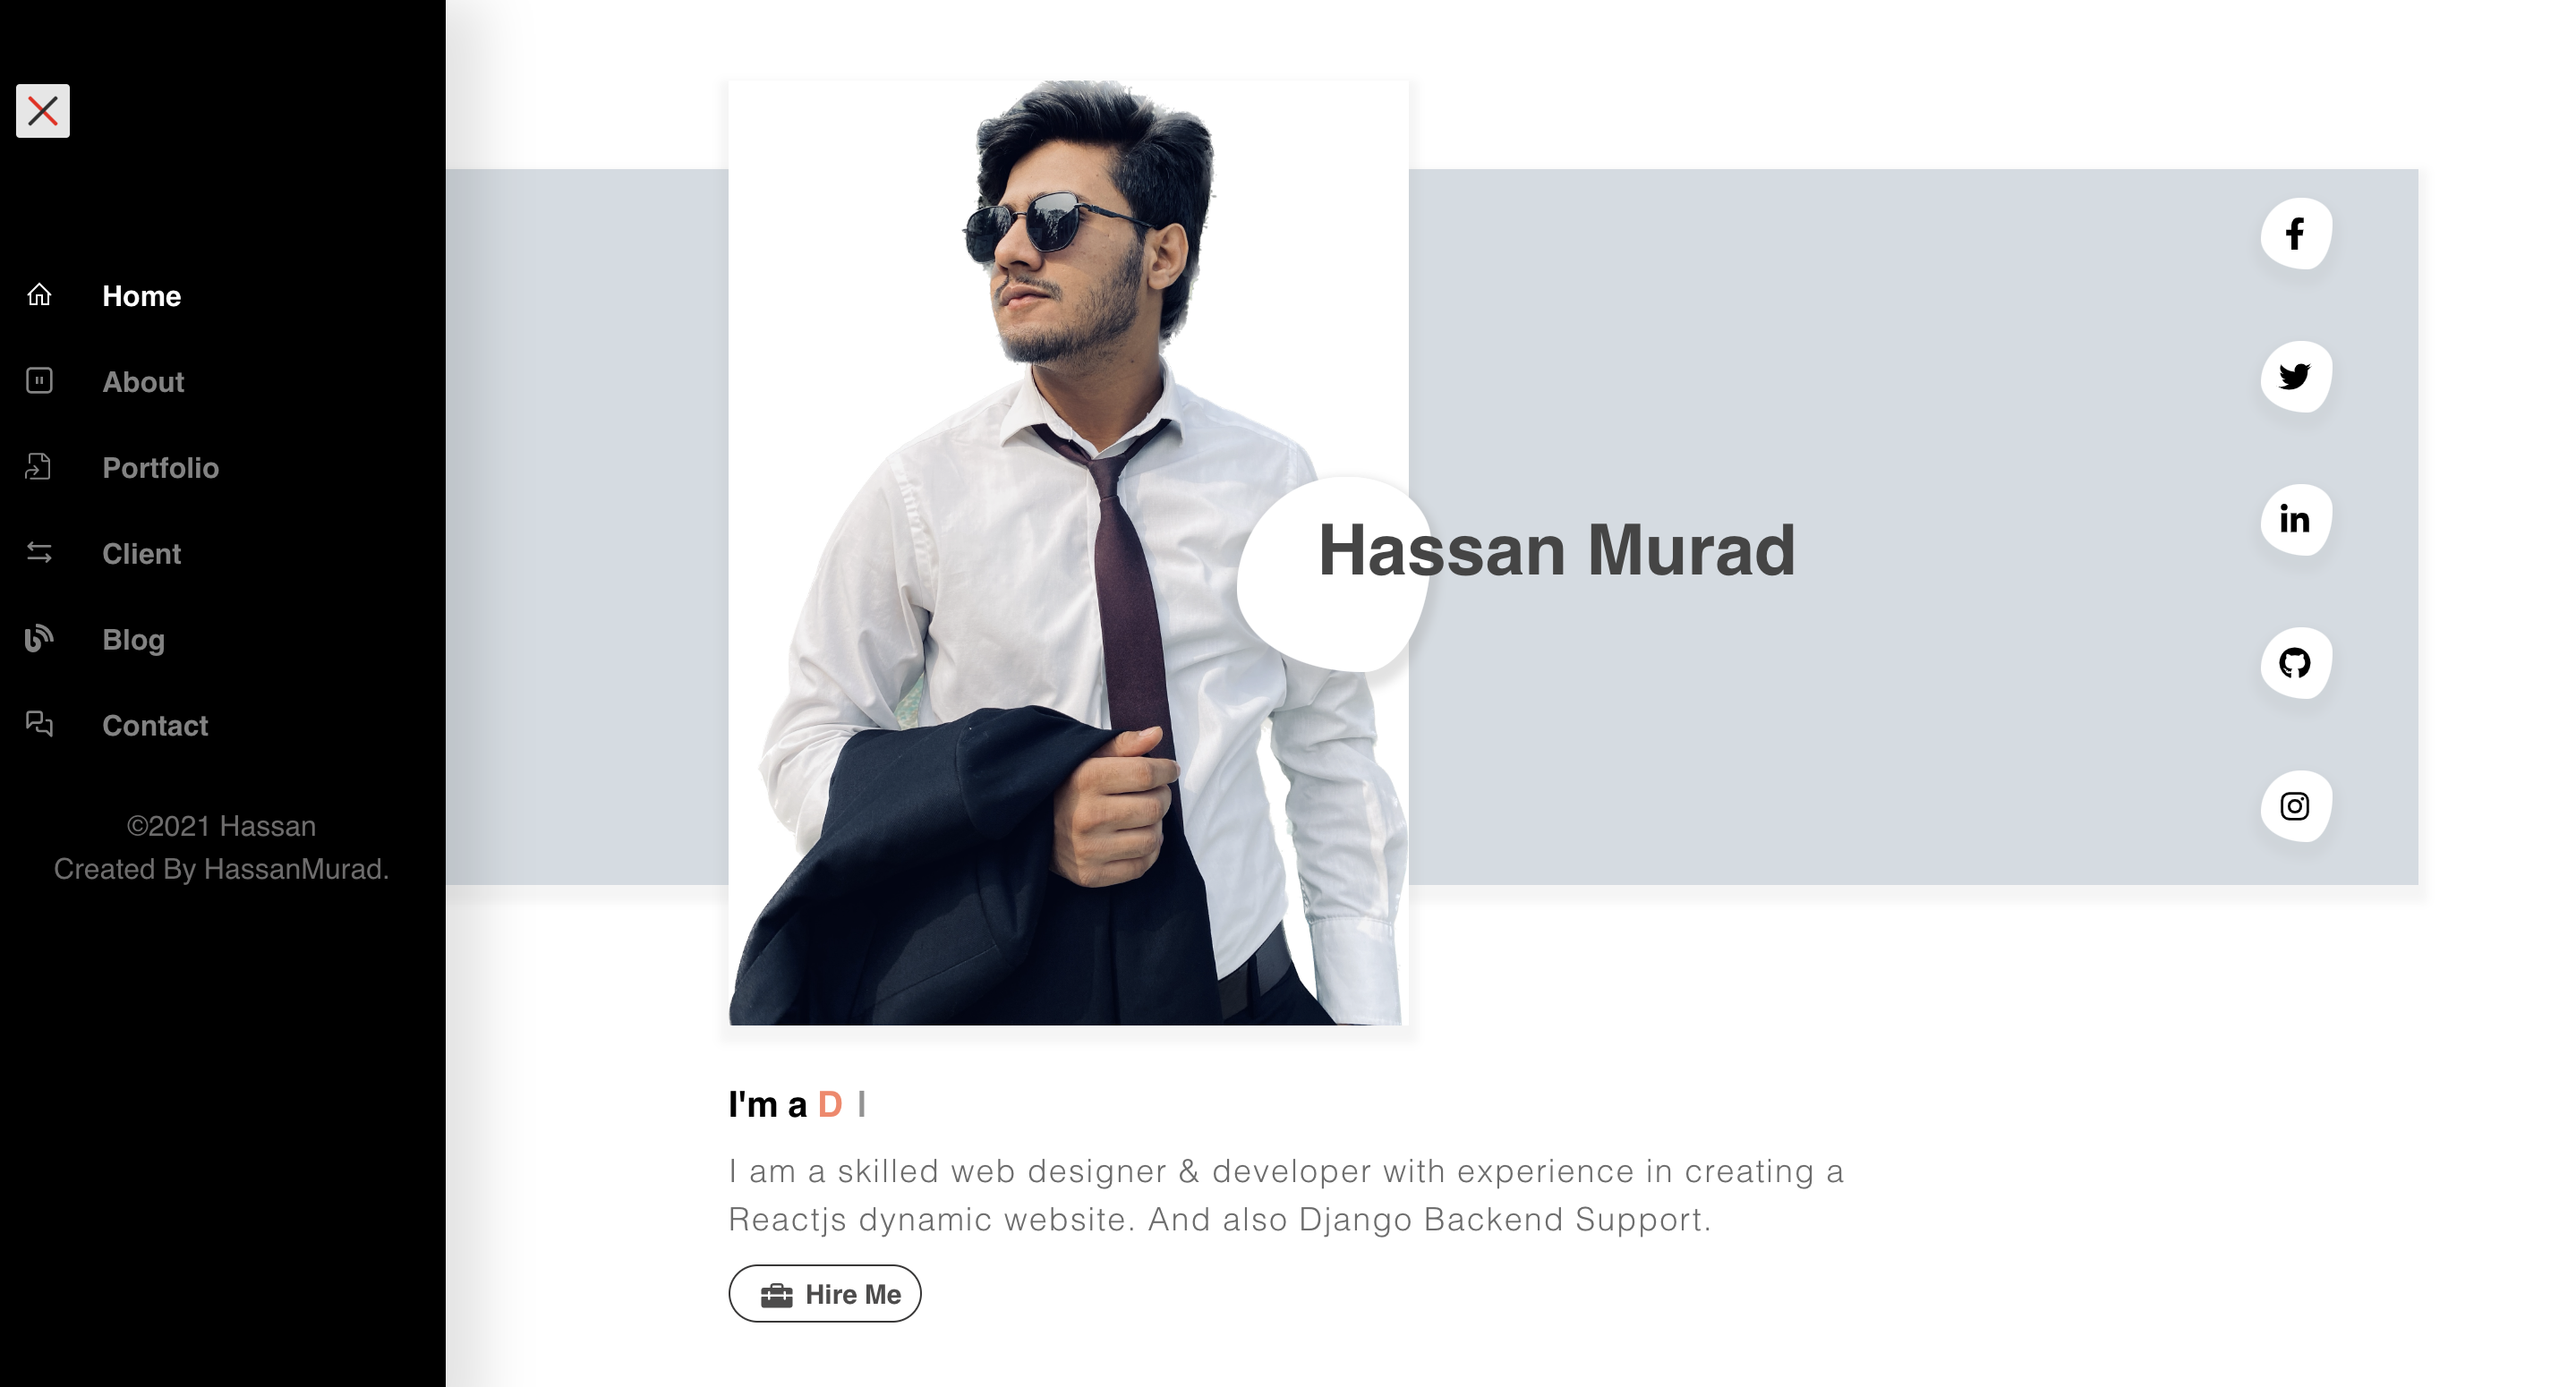 Home
About
Portfolio
Client
Blog
Contact
©2021 Hassan
Created By HassanMurad.
Hassan Murad
I'm a D |
I am a skilled web designer & developer with experience in creating a
Reactjs dynamic website. And also Django Backend Support.
Hire Me